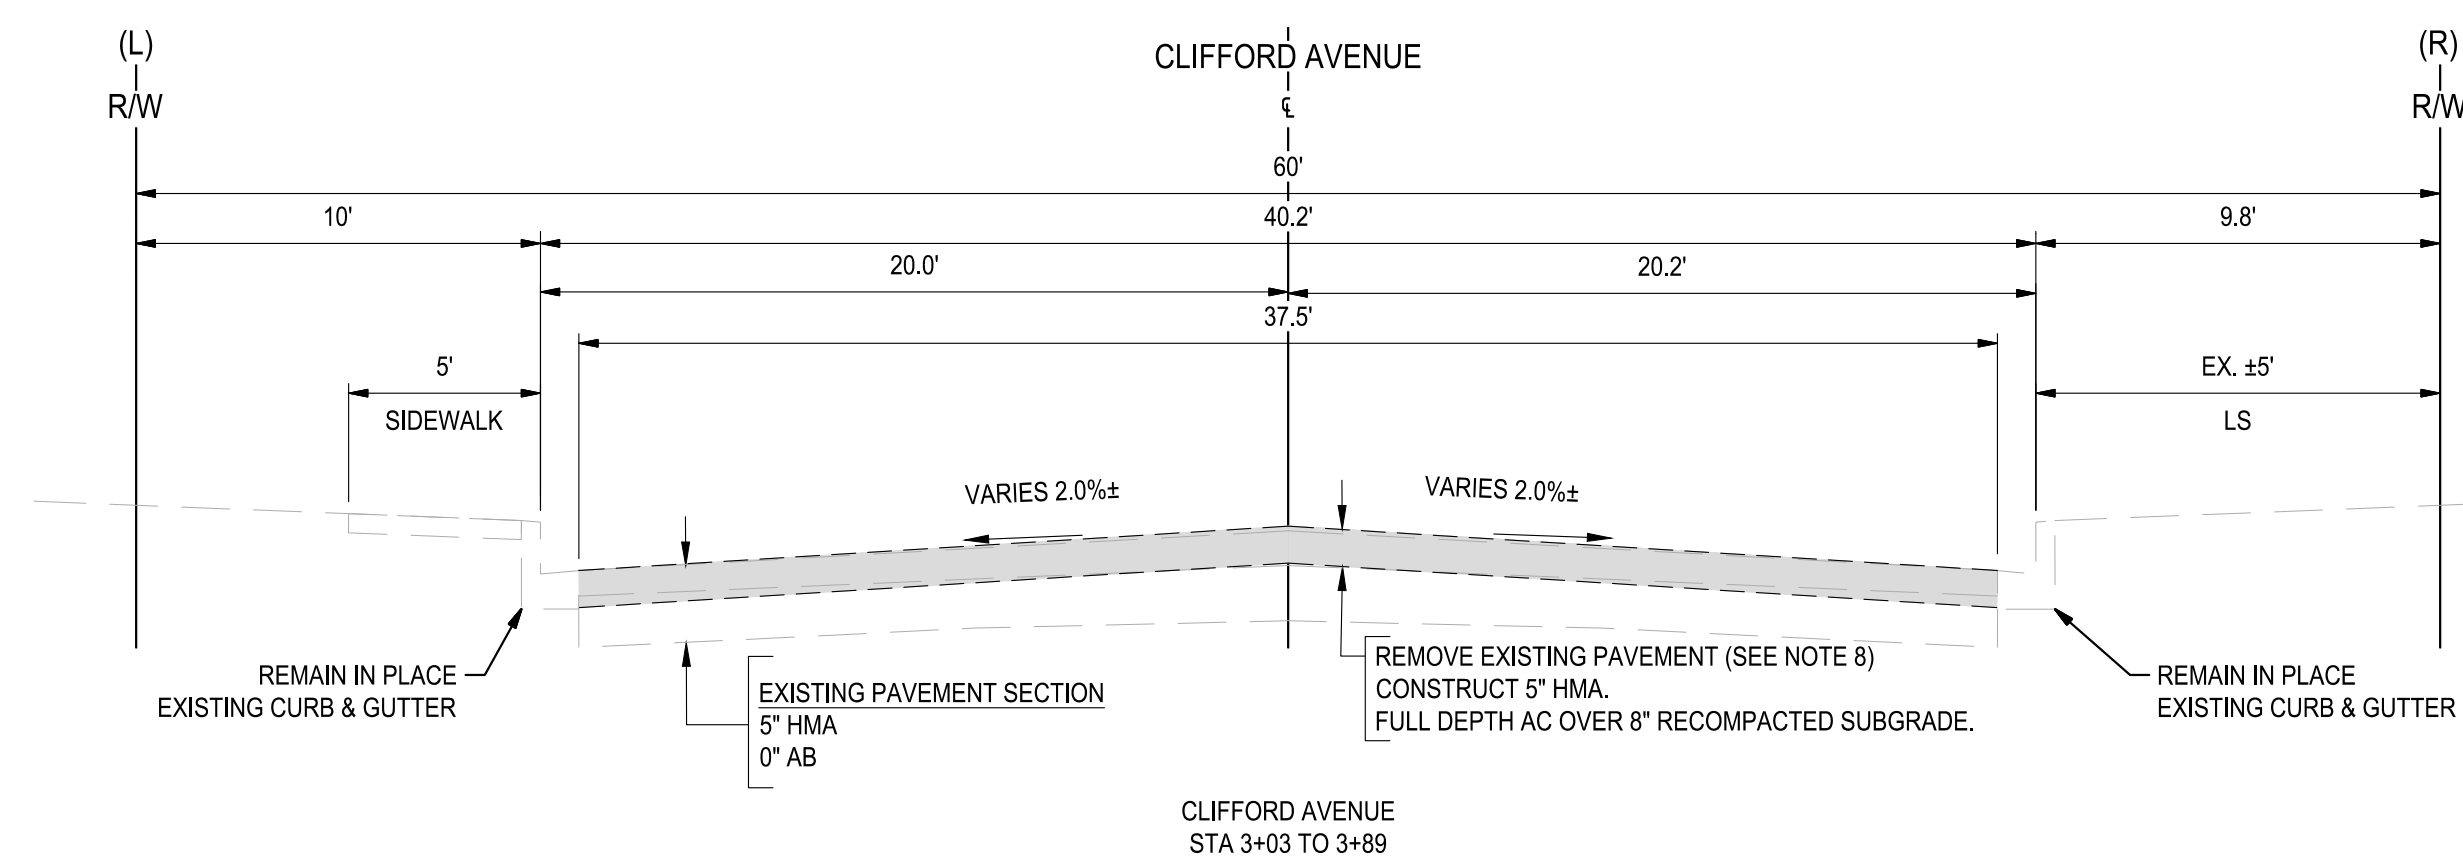 (L)
CLIFFORD AVENUE
(R)
R/W
℄
R/W
60'
10'
40.2'
9.8'
20.0'
20.2'
37.5'
5'
SIDEWALK
EX. ±5'
LS
VARIES 2.0%±
VARIES 2.0%±
REMAIN IN PLACE
EXISTING CURB & GUTTER
EXISTING PAVEMENT SECTION
5" HMA
0" AB
REMOVE EXISTING PAVEMENT (SEE NOTE 8)
CONSTRUCT 5" HMA.
FULL DEPTH AC OVER 8" RECOMPACTED SUBGRADE.
REMAIN IN PLACE
EXISTING CURB & GUTTER
CLIFFORD AVENUE
STA 3+03 TO 3+89